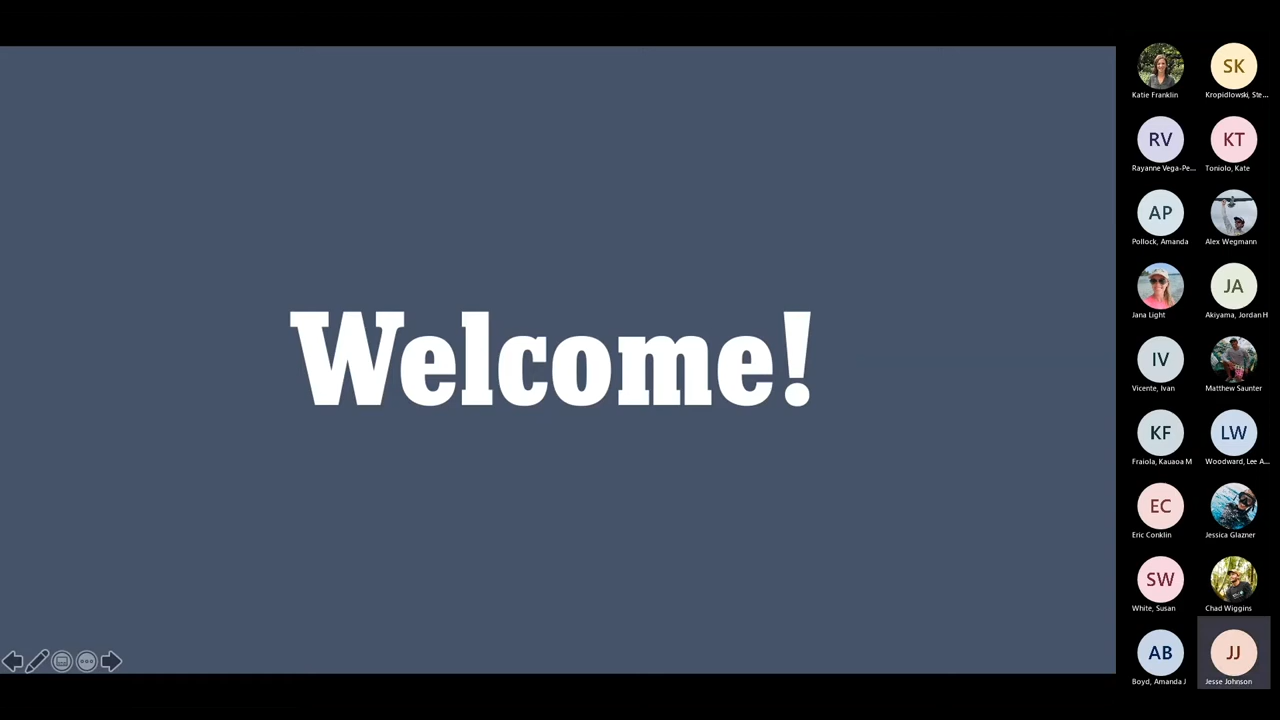 Welcome!
Katie Franklin
SK
Kropidlowski, Ste...
RV
Rayanne Vega-Pe...
KT
Toniolo, Kate
AP
Pollock, Amanda
Alex Wegmann
Jana Light
JA
Akiyama, Jordan H
IV
Vicente, Ivan
Matthew Saunter
KF
Fraiola, Kauaoa M
LW
Woodward, Lee A...
EC
Eric Conklin
Jessica Glazner
SW
White, Susan
Chad Wiggins
AB
Boyd, Amanda J
JJ
Jesse Johnson